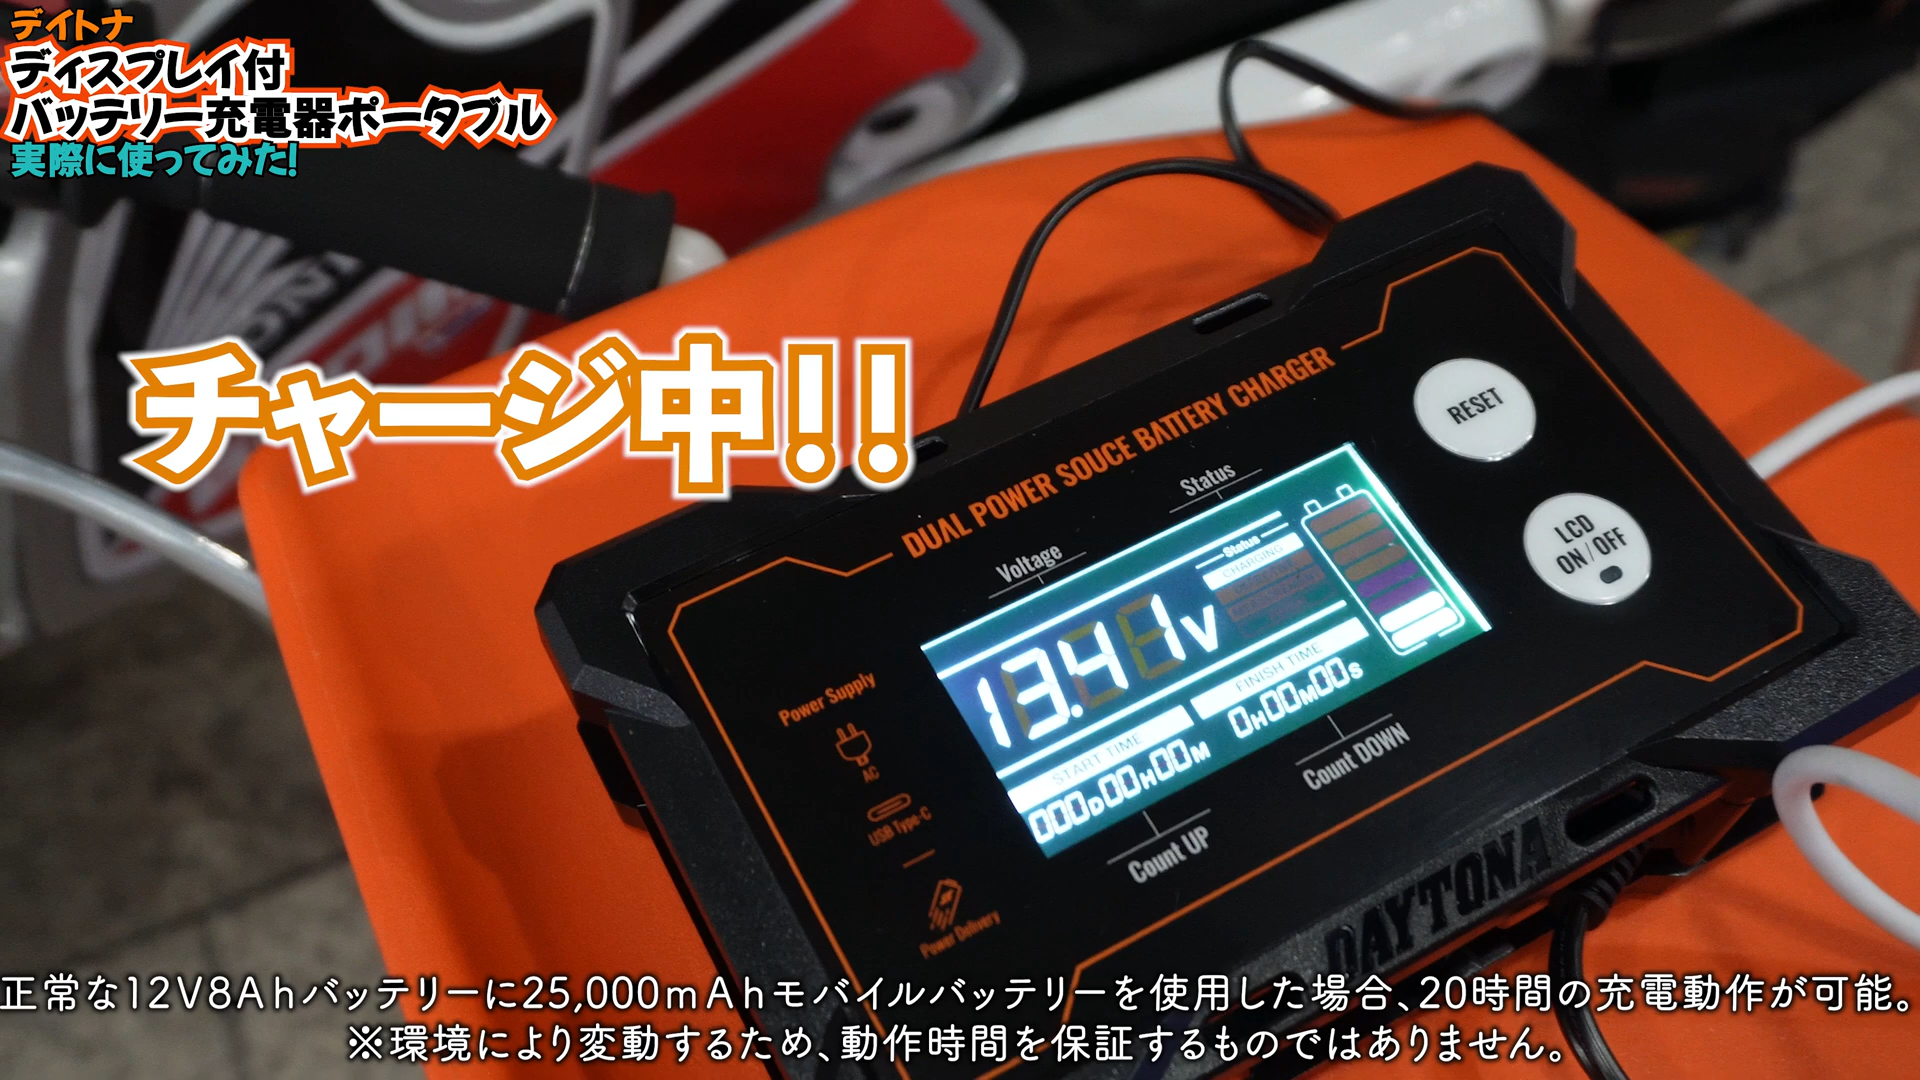 デイトナ
ディスプレイ付
バッテリー充電器ポータブル
実際に使ってみた!
チャージ中!!
DUAL POWER SOUCE BATTERY CHARGER
RESET
LCD
ON/OFF
Voltage
Status
Status
CHARGING
13.41V
START TIME
000D00H00M
FINISH TIME
0H00M00S
Count UP
Count DOWN
Power Supply
AC
USB Type-C
Power Delivery
DAYTONA
正常な12V8Ahバッテリーに25,000mAhモバイルバッテリーを使用した場合、20時間の充電動作が可能。
※環境により変動するため、動作時間を保証するものではありません。